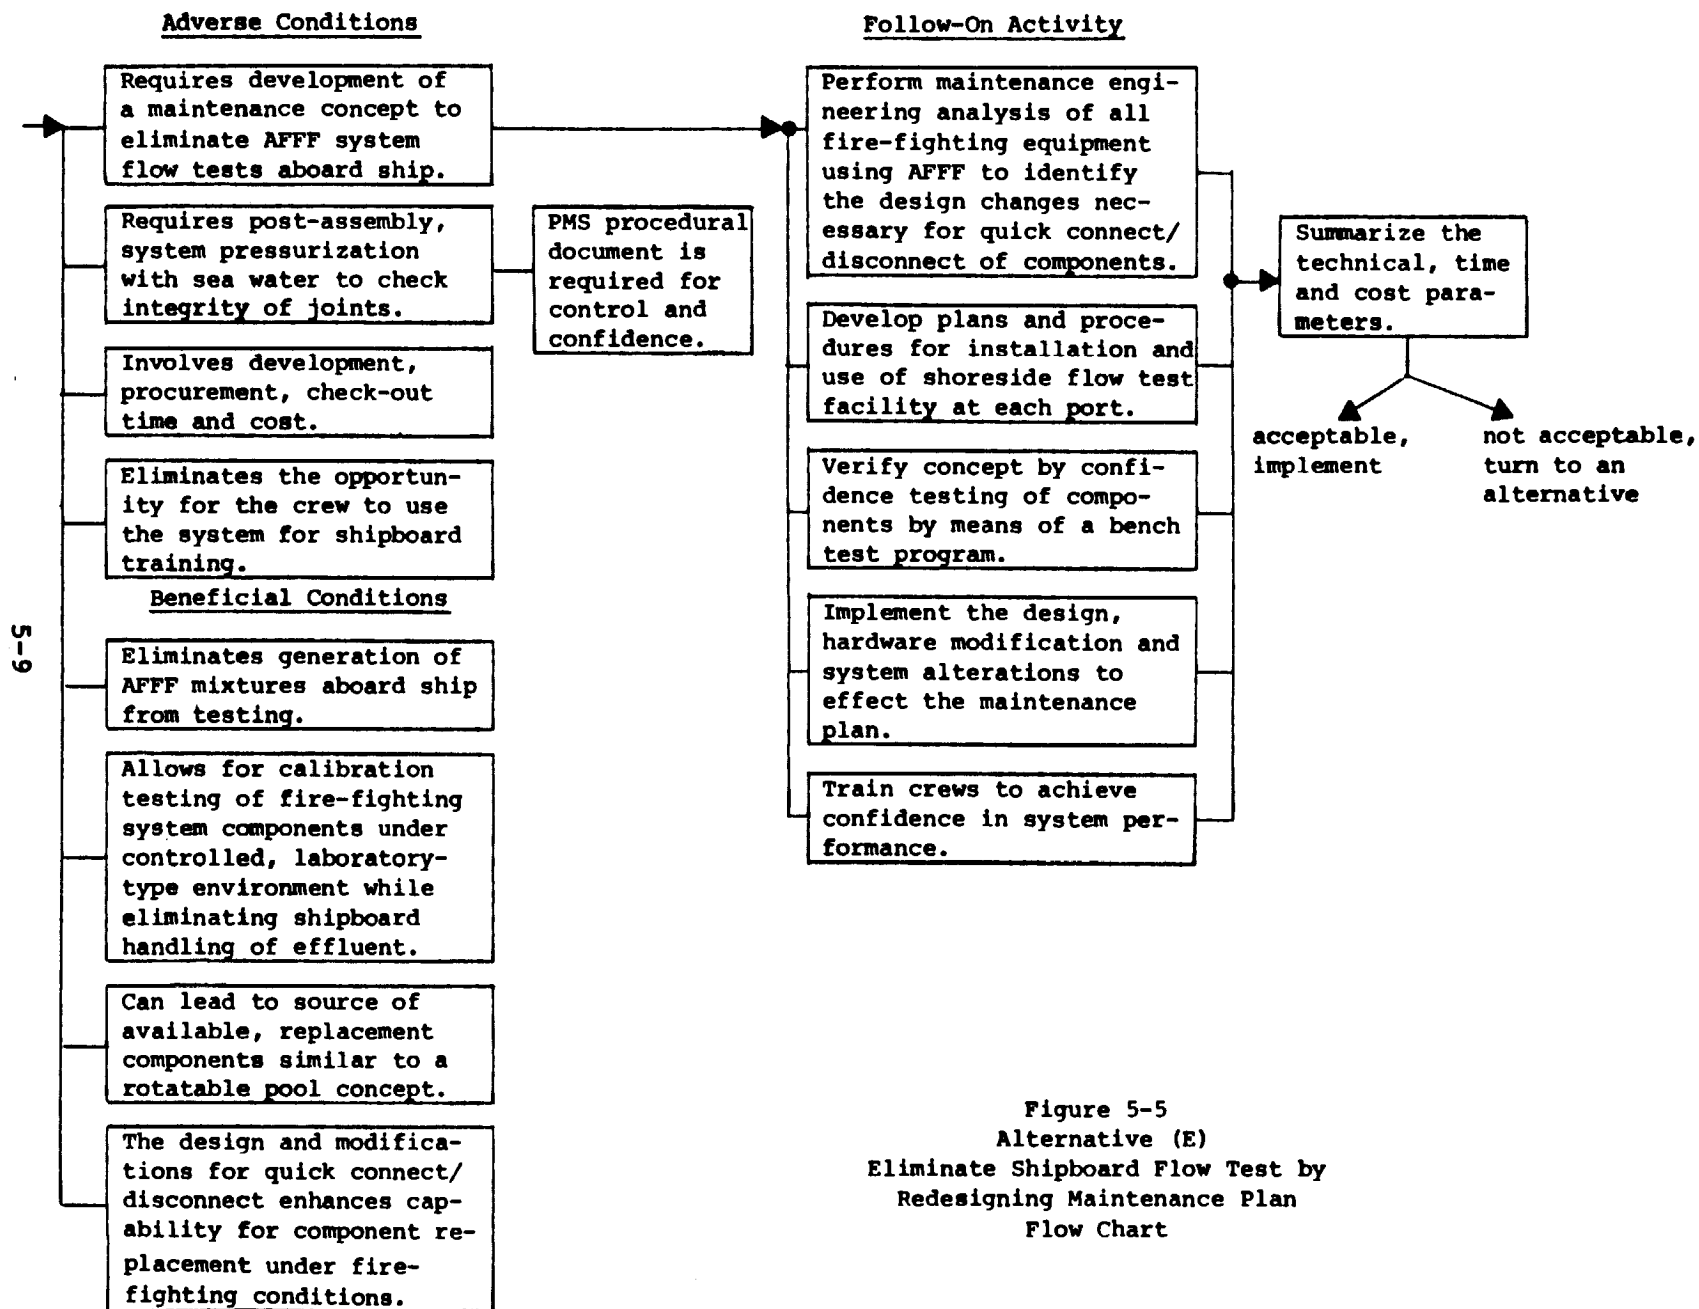 Adverse Conditions
Requires development of
a maintenance concept to
eliminate AFFF system
flow tests aboard ship.
Requires post-assembly,
system pressurization
with sea water to check
integrity of joints.
PMS procedural
document is
required for
control and
confidence.
Involves development,
procurement, check-out
time and cost.
Eliminates the opportun-
ity for the crew to use
the system for shipboard
training.
Beneficial Conditions
Eliminates generation of
AFFF mixtures aboard ship
from testing.
Allows for calibration
testing of fire-fighting
system components under
controlled, laboratory-
type environment while
eliminating shipboard
handling of effluent.
Can lead to source of
available, replacement
components similar to a
rotatable pool concept.
The design and modifica-
tions for quick connect/
disconnect enhances cap-
ability for component re-
placement under fire-
fighting conditions.
Follow-On Activity
Perform maintenance engi-
neering analysis of all
fire-fighting equipment
using AFFF to identify
the design changes nec-
essary for quick connect/
disconnect of components.
Develop plans and proce-
dures for installation and
use of shoreside flow test
facility at each port.
Verify concept by confi-
dence testing of compo-
nents by means of a bench
test program.
Implement the design,
hardware modification and
system alterations to
effect the maintenance
plan.
Train crews to achieve
confidence in system per-
formance.
Summarize the
technical, time
and cost para-
meters.
acceptable,
implement
not acceptable,
turn to an
alternative
Figure 5-5
Alternative (E)
Eliminate Shipboard Flow Test by
Redesigning Maintenance Plan
Flow Chart
5-9